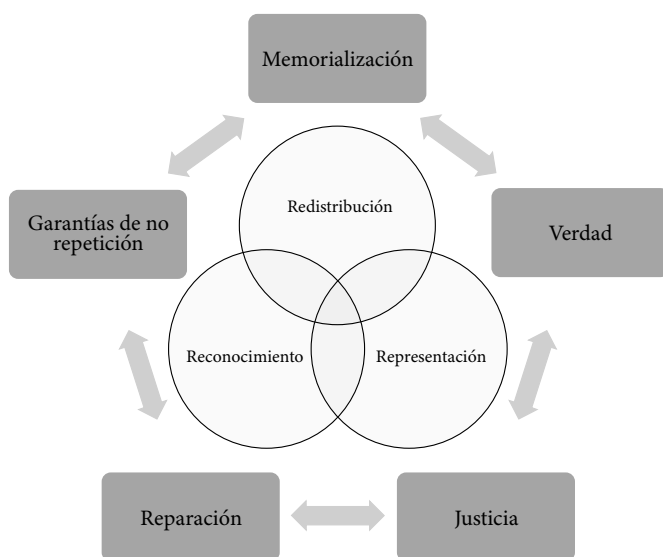 Memorialización
Redistribución
Garantías de no
repetición
Verdad
Reconocimiento
Representación
Reparación
Justicia